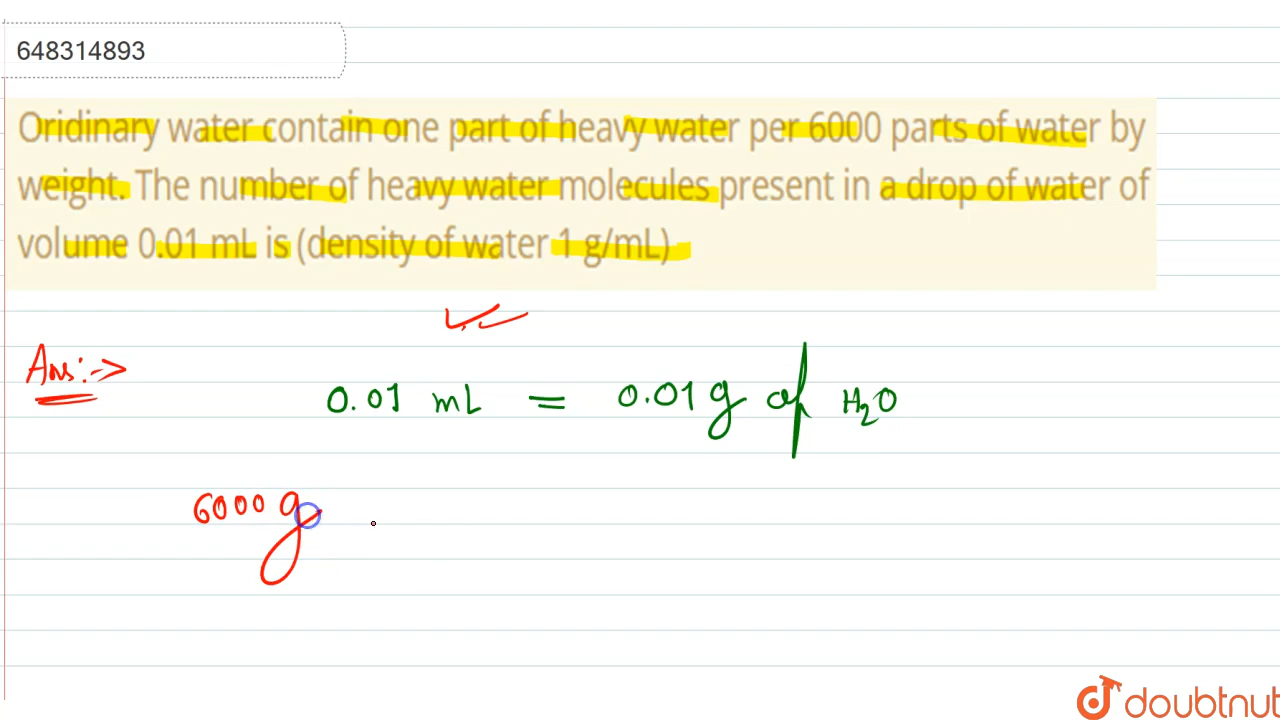 648314893
Oridinary water contain one part of heavy water per 6000 parts of water by
weight. The number of heavy water molecules present in a drop of water of
volume 0.01 mL is (density of water 1 g/mL)
Ans:->
0.01 mL = 0.01 g of H2O
6000 g
doubtnut